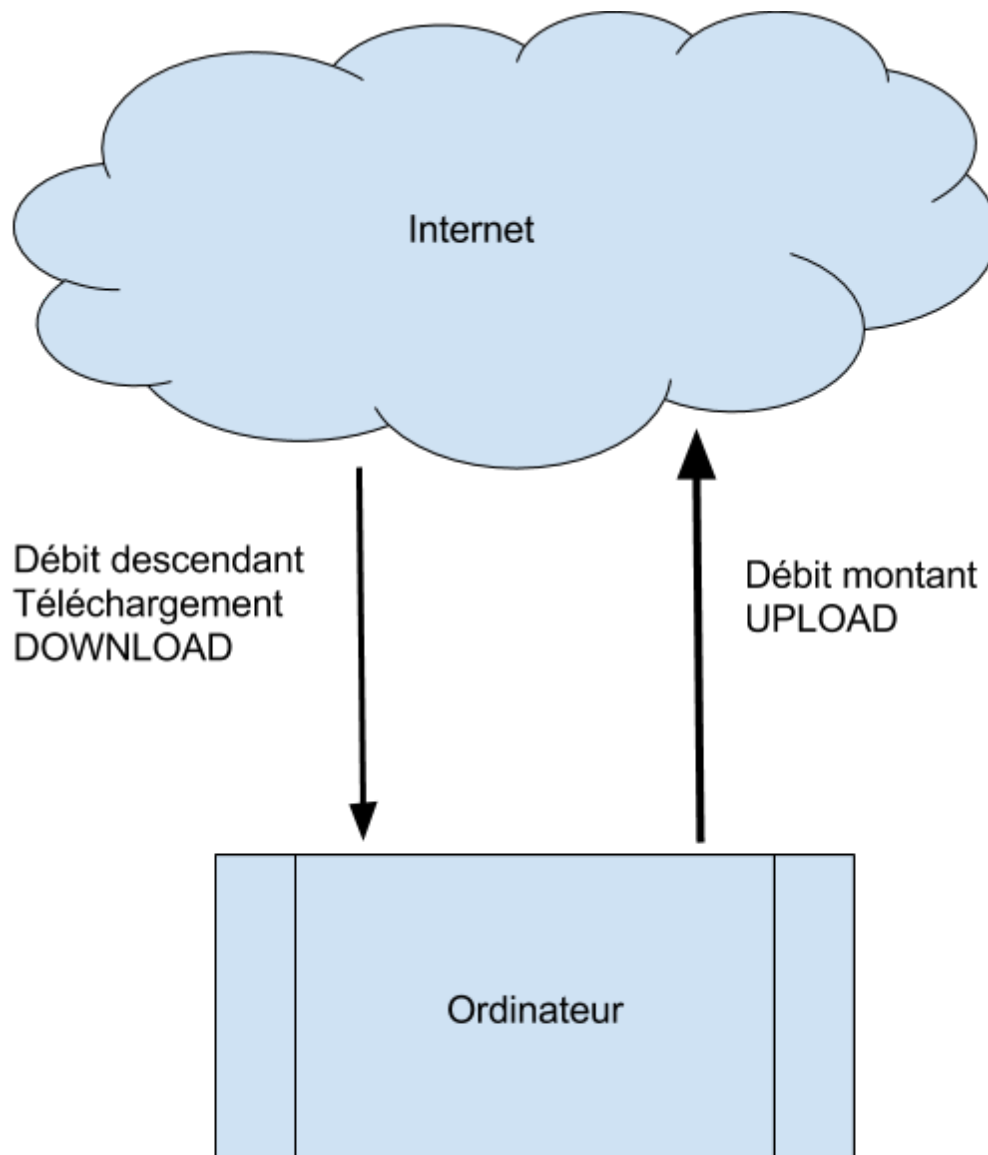 Internet
Débit descendant
Téléchargement
DOWNLOAD
Débit montant
UPLOAD
Ordinateur